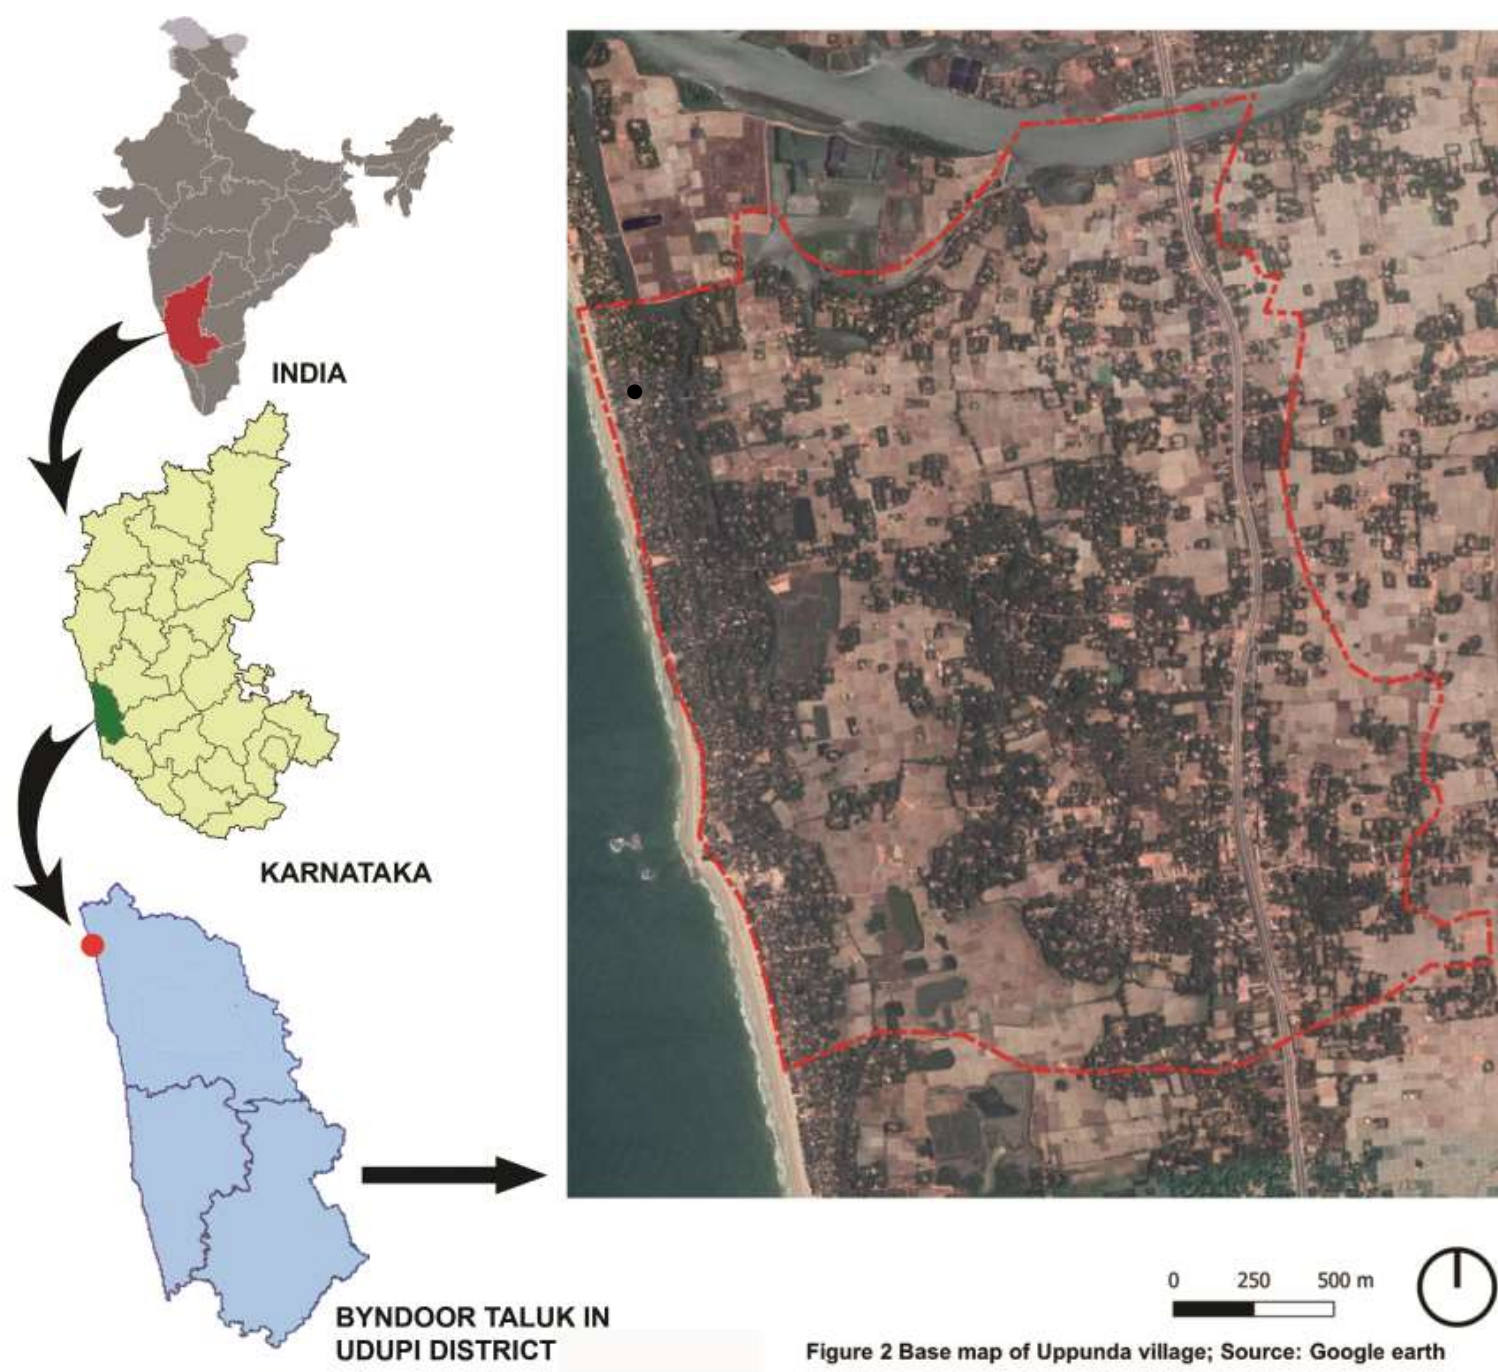 INDIA
KARNATAKA
BYNDOOR TALUK IN
UDUPI DISTRICT
0 250 500 m
Figure 2 Base map of Uppunda village; Source: Google earth